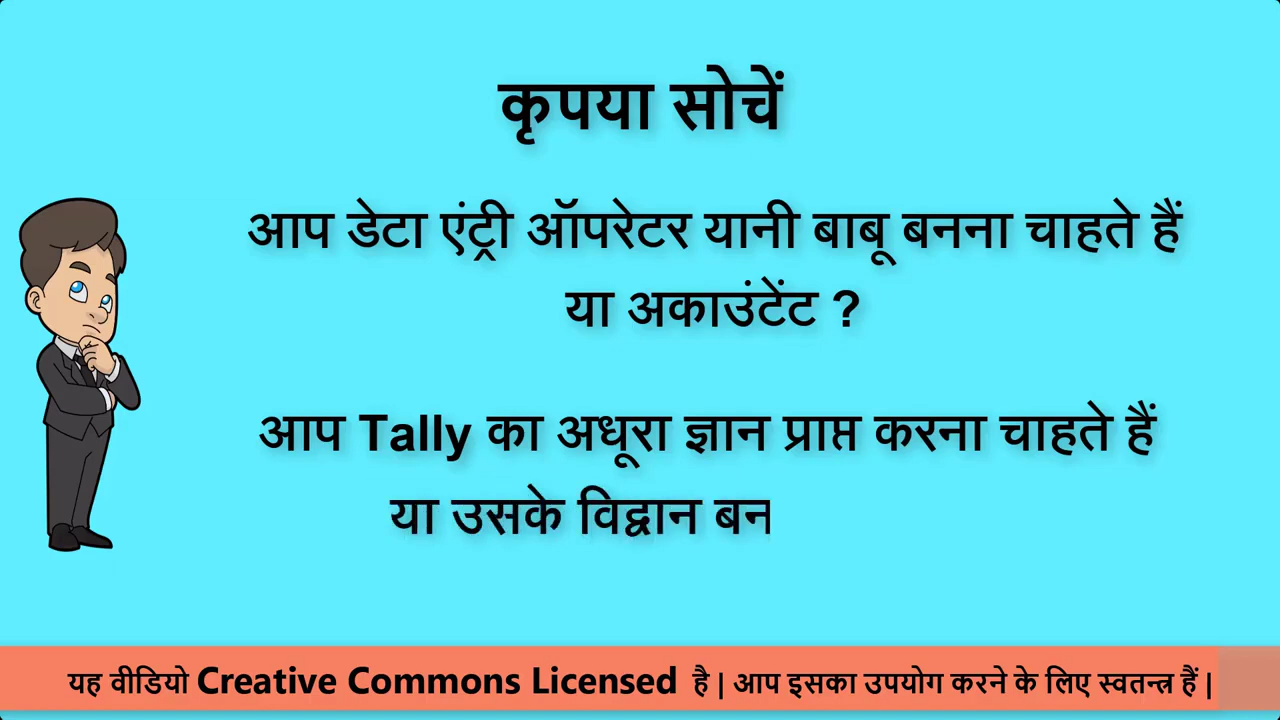 कृपया सोचें
आप डेटा एंट्री ऑपरेटर यानी बाबू बनना चाहते हैं
या अकाउंटेंट ?
आप Tally का अधूरा ज्ञान प्राप्त करना चाहते हैं
या उसके विद्वान बन
यह वीडियो Creative Commons Licensed है | आप इसका उपयोग करने के लिए स्वतन्त्र हैं |